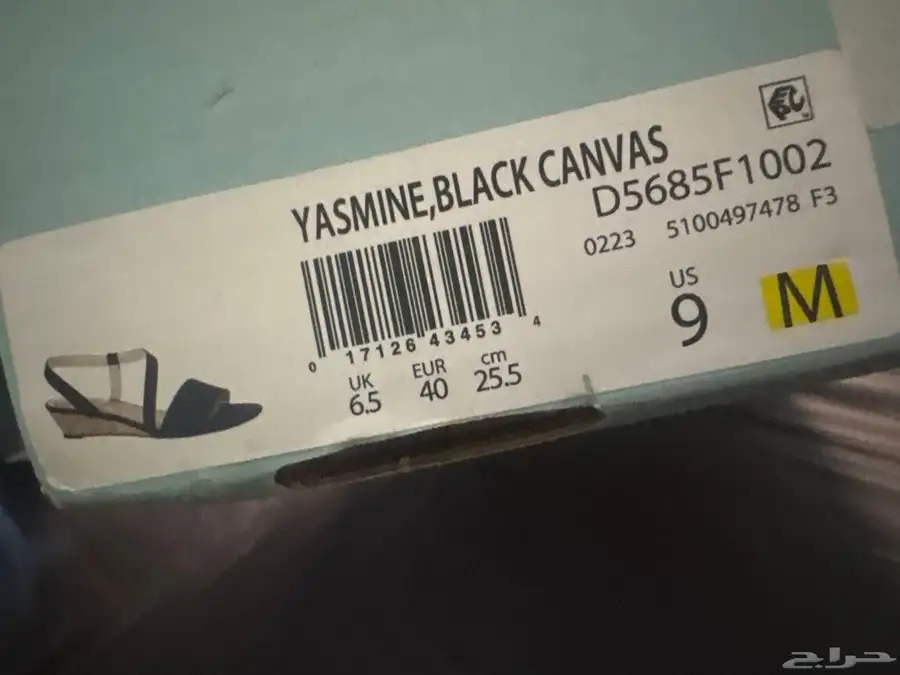 YASMINE,BLACK CANVAS
D5685F1002
0223 5100497478 F3
0 17126 43453 4
US
9 M
UK EUR cm
6.5 40 25.5
حراج